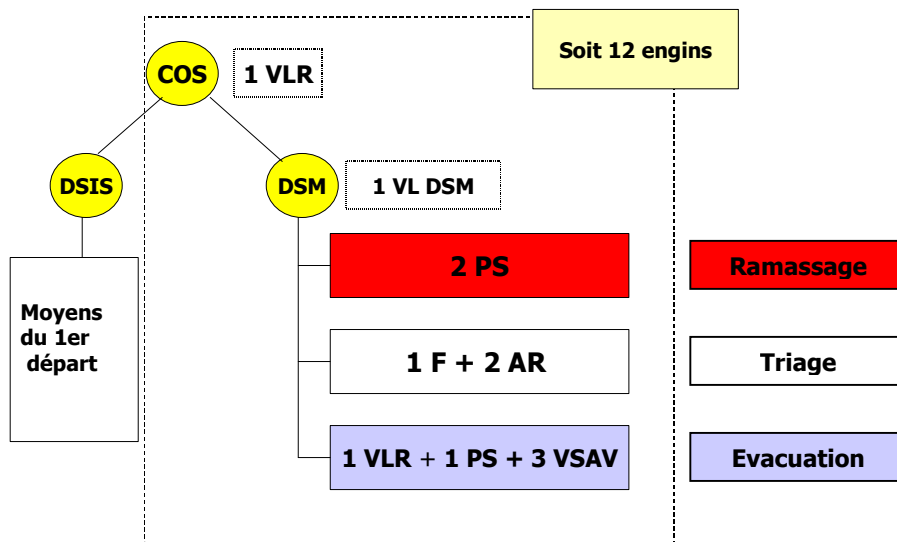 Soit 12 engins
COS
1 VLR
DSIS
DSM
1 VL DSM
2 PS
Ramassage
Moyens
du 1er
départ
1 F + 2 AR
Triage
1 VLR + 1 PS + 3 VSAV
Evacuation